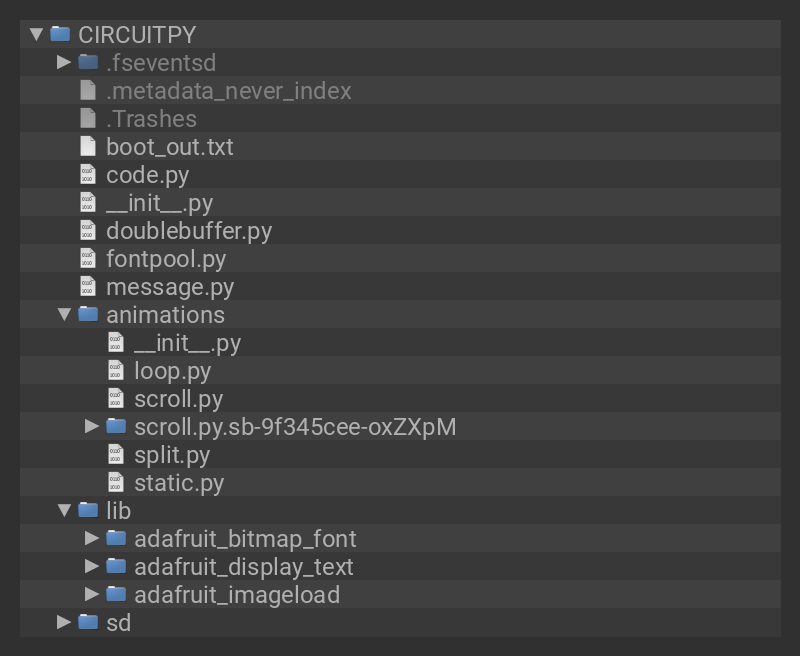 CIRCUITPY
.fseventsd
.metadata_never_index
.Trashes
boot_out.txt
code.py
__init__.py
doublebuffer.py
fontpool.py
message.py
animations
__init__.py
loop.py
scroll.py
scroll.py.sb-9f345cee-oxZXpM
split.py
static.py
lib
adafruit_bitmap_font
adafruit_display_text
adafruit_imageload
sd